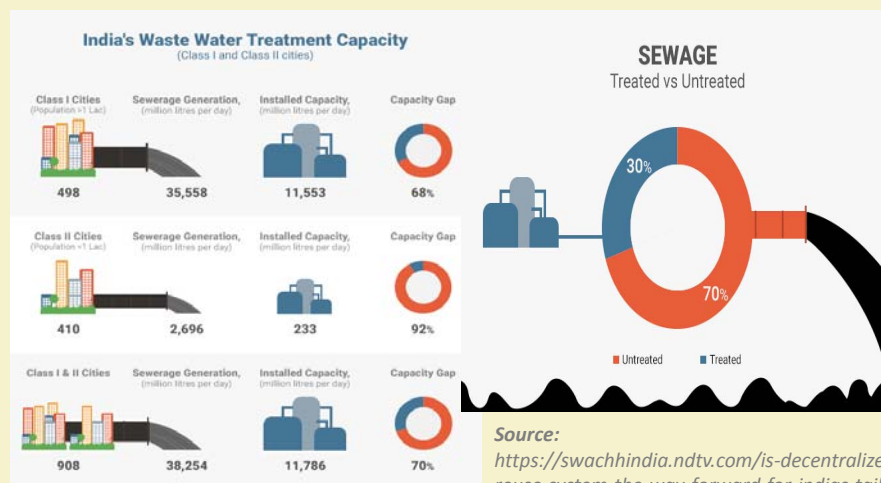 India's Waste Water Treatment Capacity
(Class I and Class II cities)
Class I Cities
(Population >1 Lac)
Sewerage Generation,
(million litres per day)
Installed Capacity,
(million litres per day)
Capacity Gap
498
35,558
11,553
68%
Class II Cities
(Population <1 Lac)
Sewerage Generation,
(million litres per day)
Installed Capacity,
(million litres per day)
Capacity Gap
410
2,696
233
92%
Class I & II Cities
Sewerage Generation,
(million litres per day)
Installed Capacity,
(million litres per day)
Capacity Gap
908
38,254
11,786
70%
SEWAGE
Treated vs Untreated
30%
70%
Untreated
Treated
Source:
https://swachhindia.ndtv.com/is-decentralize